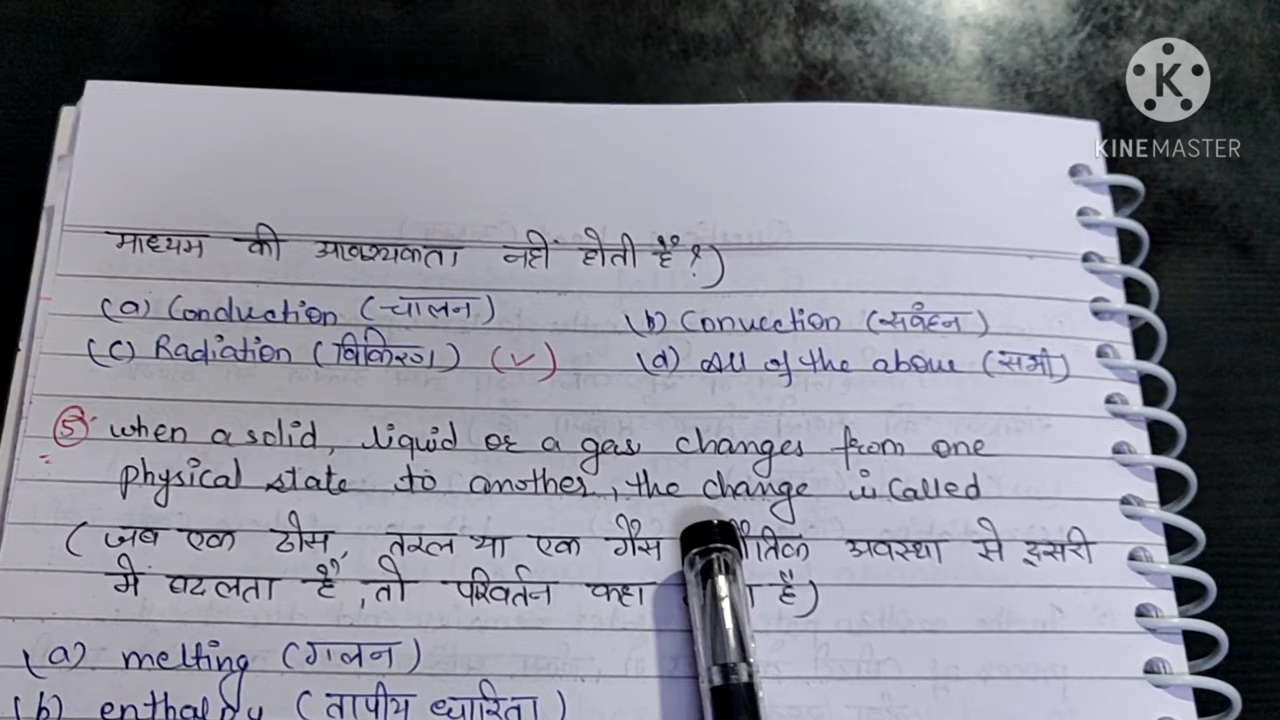 KINEMASTER
माध्यम की आवश्यकता नहीं होती है ?)
(a) Conduction (चालन) (b) Convection (संवहन)
(c) Radiation (विकिरण) (✓) (d) All of the above (सभी)
5. when a solid, liquid or a gas changes from one
physical state to another, the change is called
(जब एक ठोस, तरल या एक गैस अवस्था से दूसरी
में बदलता है, तो परिवर्तन कहा है)
(a) melting (गलन)
(b) enthalpy (तापीय धारिता)